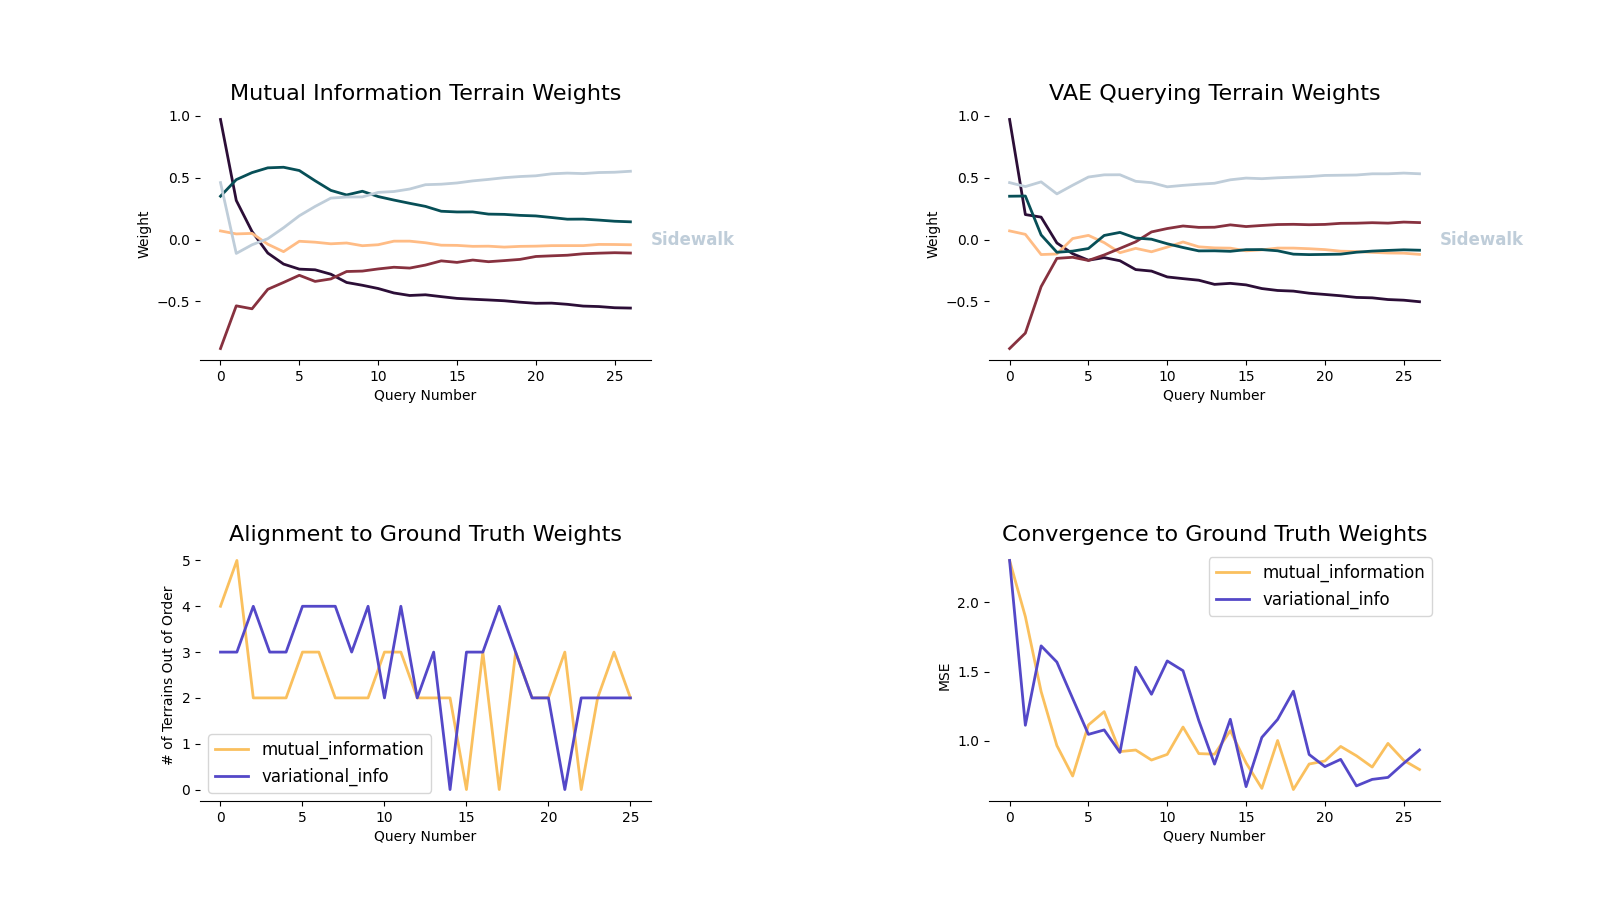 Mutual Information Terrain Weights
1.0
0.5
0.0
−0.5
Weight
Sidewalk
0 5 10 15 20 25
Query Number
VAE Querying Terrain Weights
1.0
0.5
0.0
−0.5
Weight
Sidewalk
0 5 10 15 20 25
Query Number
Alignment to Ground Truth Weights
5
4
3
2
1
0
# of Terrains Out of Order
mutual_information
variational_info
0 5 10 15 20 25
Query Number
Convergence to Ground Truth Weights
2.0
1.5
1.0
MSE
mutual_information
variational_info
0 5 10 15 20 25
Query Number